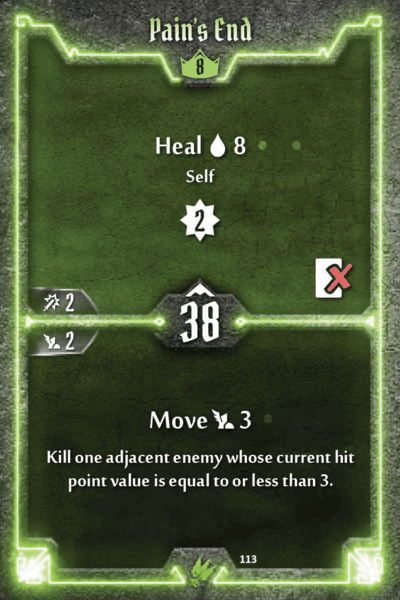 Pain's End
8
Heal 8
Self
2
2
38
2
Move 3
Kill one adjacent enemy whose current hit
point value is equal to or less than 3.
113